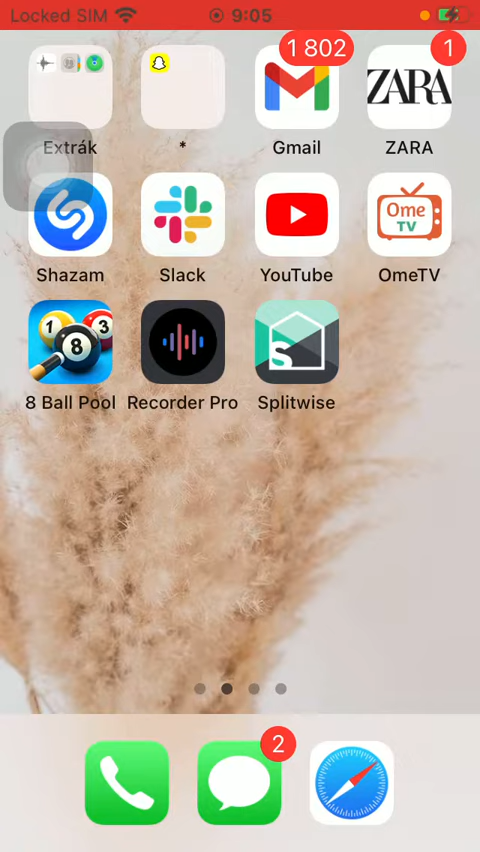 Locked SIM 9:05
1 802
1
ZARA
Extrák
*
Gmail
ZARA
Ome
TV
Shazam
Slack
YouTube
OmeTV
1
3
8
S
8 Ball Pool
Recorder Pro
Splitwise
2